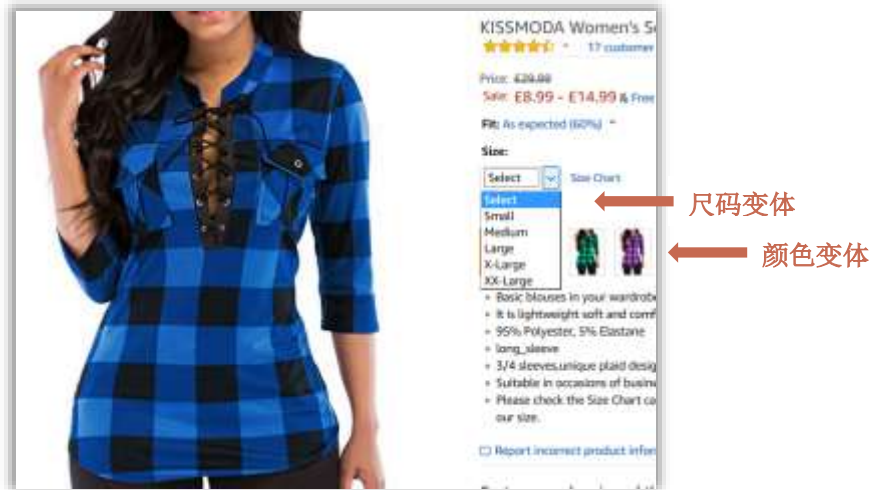 KISSMODA Women's S
17 customer
Price: £29.99
Sale: £8.99 - £14.99 & Free
Fit: As expected (60%)
Size:
Select
Size Chart
尺码变体
Select
Small
Medium
Large
X-Large
XX-Large
颜色变体
Basic blouses in your wardrob
It is lightweight soft and comf
95% Polyester, 5% Elastane
long_sleeve
3/4 sleeves,unique plaid desig
Suitable in occasions of busine
Please check the Size Chart ca
our size.
Report incorrect product infor